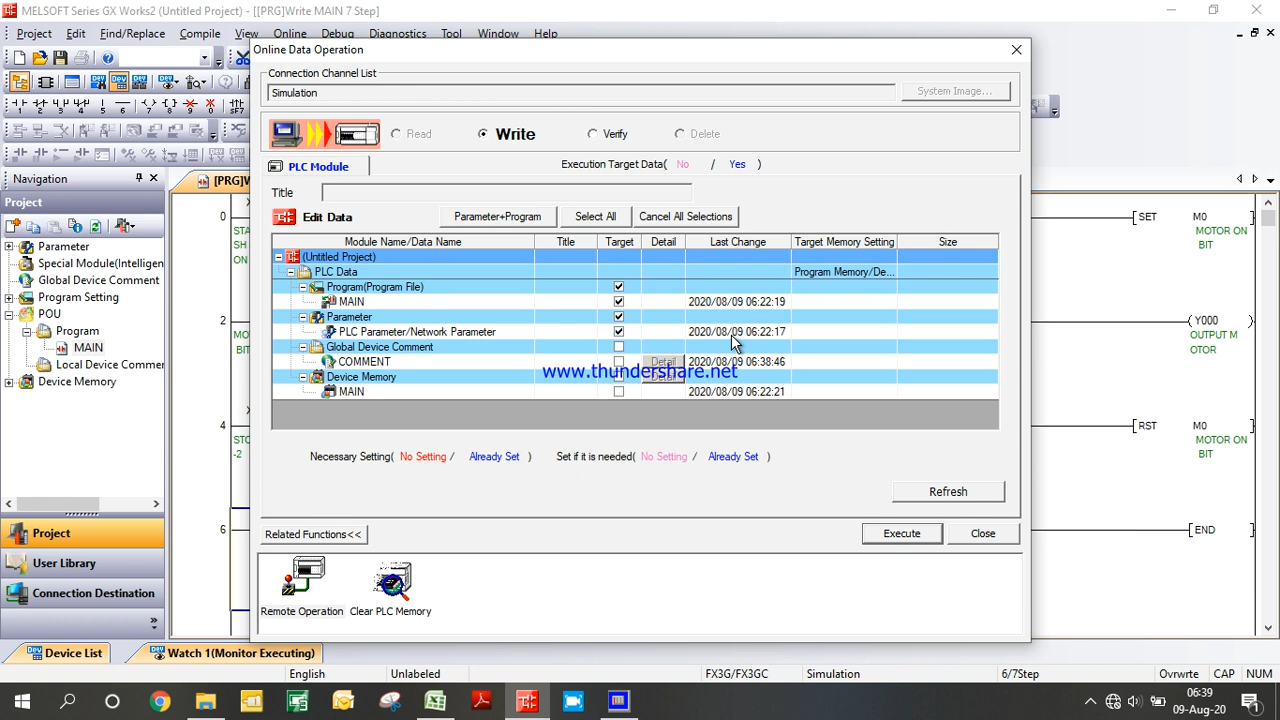 MELSOFT Series GX Works2 (Untitled Project) - [[PRG]Write MAIN 7 Step]
Project Edit Find/Replace Compile View Online Debug Diagnostics Tool Window Help
Online Data Operation
Connection Channel List
Simulation
System Image...
Read
Write
Verify
Delete
PLC Module
Execution Target Data( No / Yes )
Title
Edit Data
Parameter+Program
Select All
Cancel All Selections
Module Name/Data Name Title Target Detail Last Change Target Memory Setting Size
(Untitled Project)
PLC Data Program Memory/De...
Program(Program File)
MAIN 2020/08/09 06:22:19
Parameter
PLC Parameter/Network Parameter 2020/08/09 06:22:17
Global Device Comment
COMMENT Detail 2020/08/09 06:38:46
www.thundershare.net
Device Memory
MAIN 2020/08/09 06:22:21
Necessary Setting( No Setting / Already Set ) Set if it is needed( No Setting / Already Set )
Refresh
Related Functions<<
Execute
Close
Remote Operation
Clear PLC Memory
Navigation
Project
Parameter
Special Module(Intelligen
Global Device Comment
Program Setting
POU
Program
MAIN
Local Device Commer
Device Memory
Project
User Library
Connection Destination
[PRG]W
0
2
4
6
SET M0
MOTOR ON
BIT
Y000
OUTPUT M
OTOR
RST M0
MOTOR ON
BIT
END
Device List
Watch 1(Monitor Executing)
English Unlabeled FX3G/FX3GC Simulation 6/7Step Ovrwrte CAP NUM
06:39
09-Aug-20